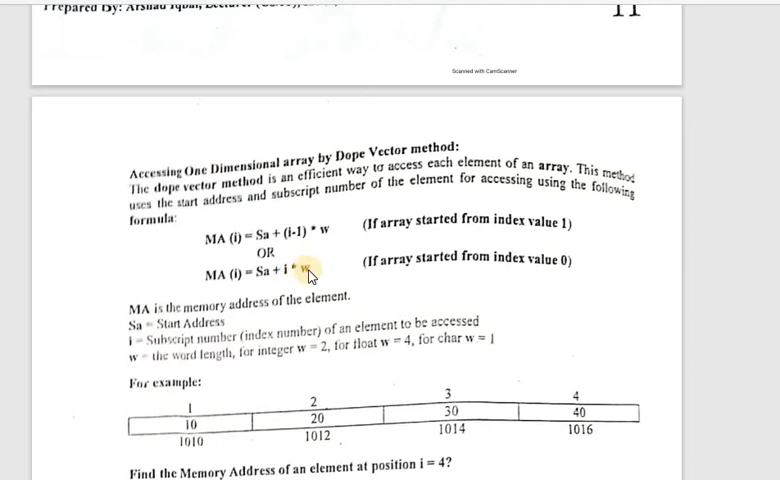 Prepared By: Arshad Iqbal, Lecturer
11
Scanned with CamScanner
Accessing One Dimensional array by Dope Vector method:
The dope vector method is an efficient way to access each element of an array. This method
uses the start address and subscript number of the element for accessing using the following
formula:
MA (i) = Sa + (i-1) * w (If array started from index value 1)
OR
MA (i) = Sa + i * w (If array started from index value 0)
MA is the memory address of the element.
Sa = Start Address
i = Subscript number (index number) of an element to be accessed
w = the word length, for integer w = 2, for float w = 4, for char w = 1
For example:
1 2 3 4
10 20 30 40
1010 1012 1014 1016
Find the Memory Address of an element at position i = 4?